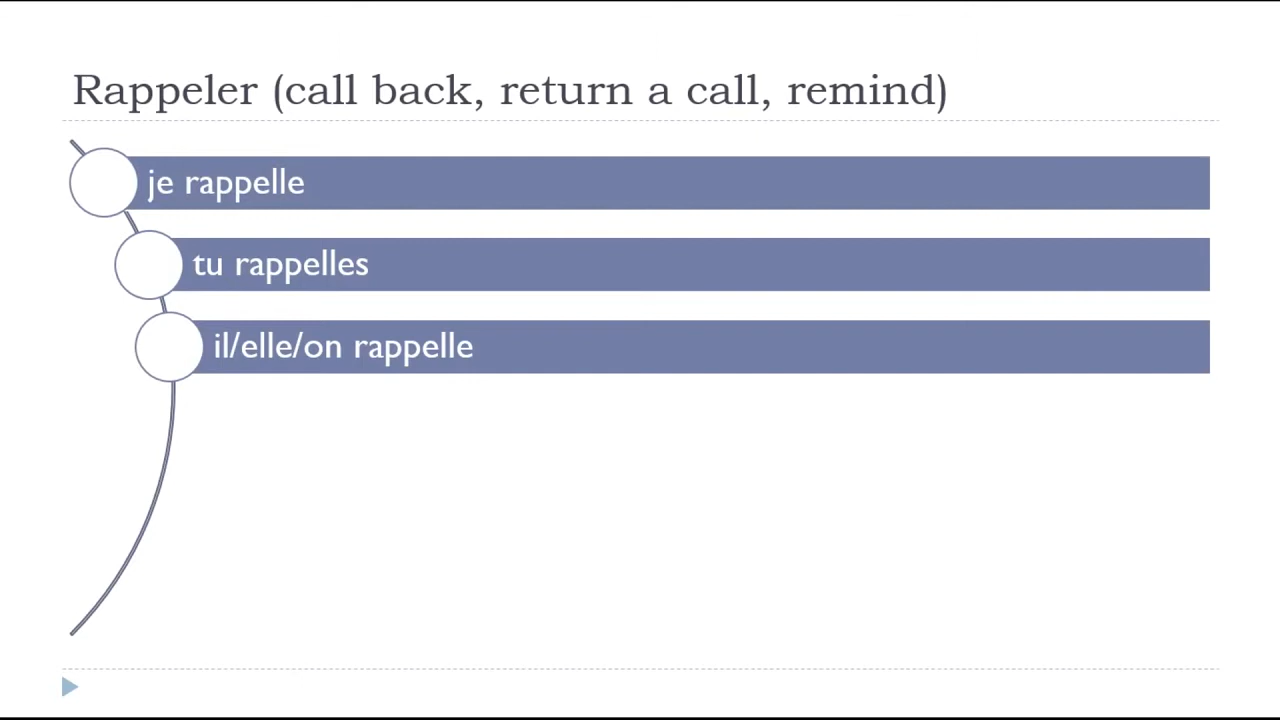 Rappeler (call back, return a call, remind)
je rappelle
tu rappelles
il/elle/on rappelle